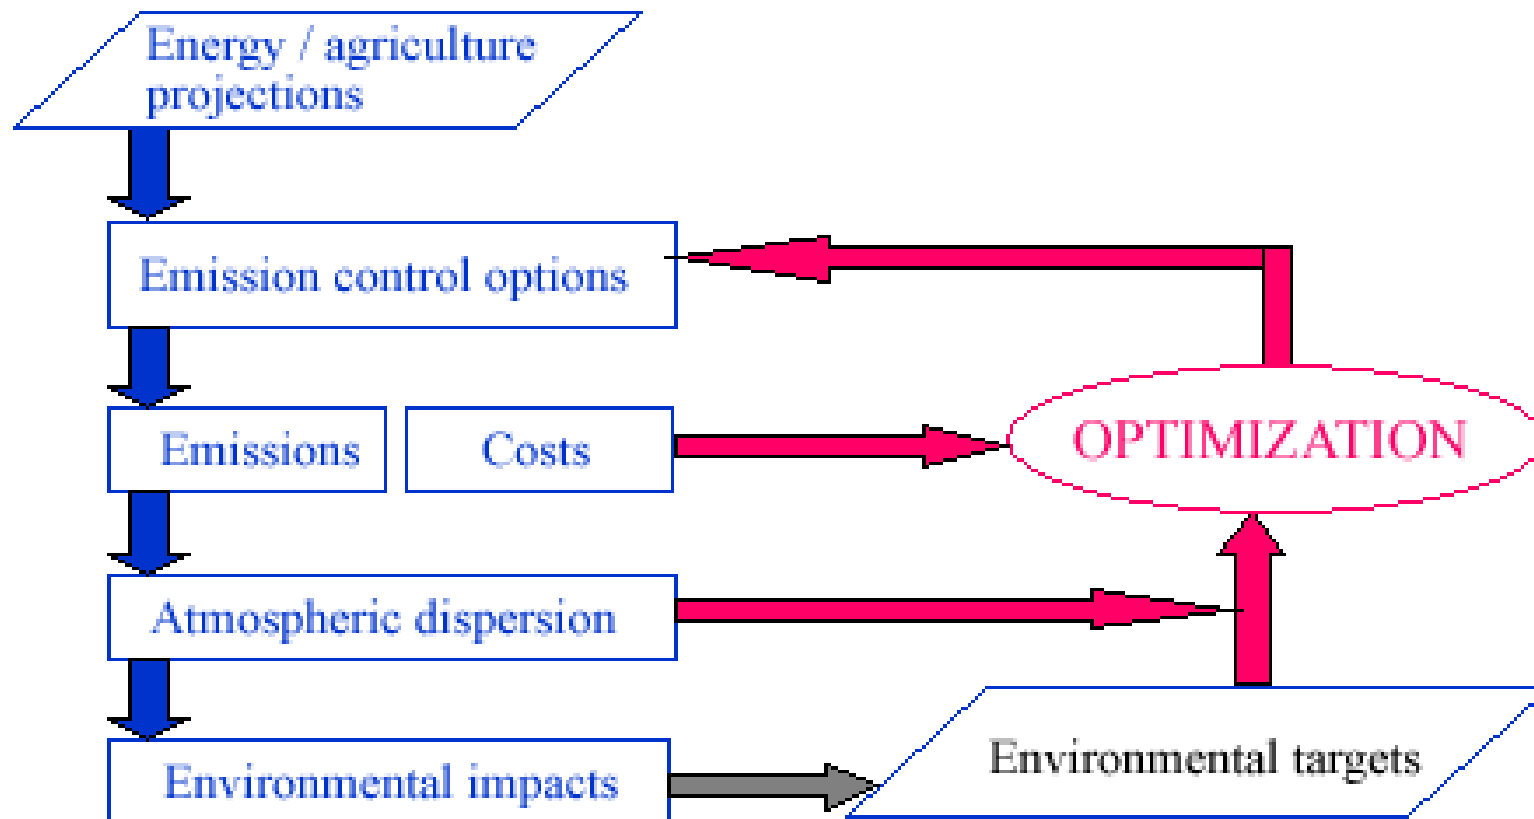 Energy / agriculture
projections
Emission control options
Emissions
Costs
OPTIMIZATION
Atmospheric dispersion
Environmental impacts
Environmental targets